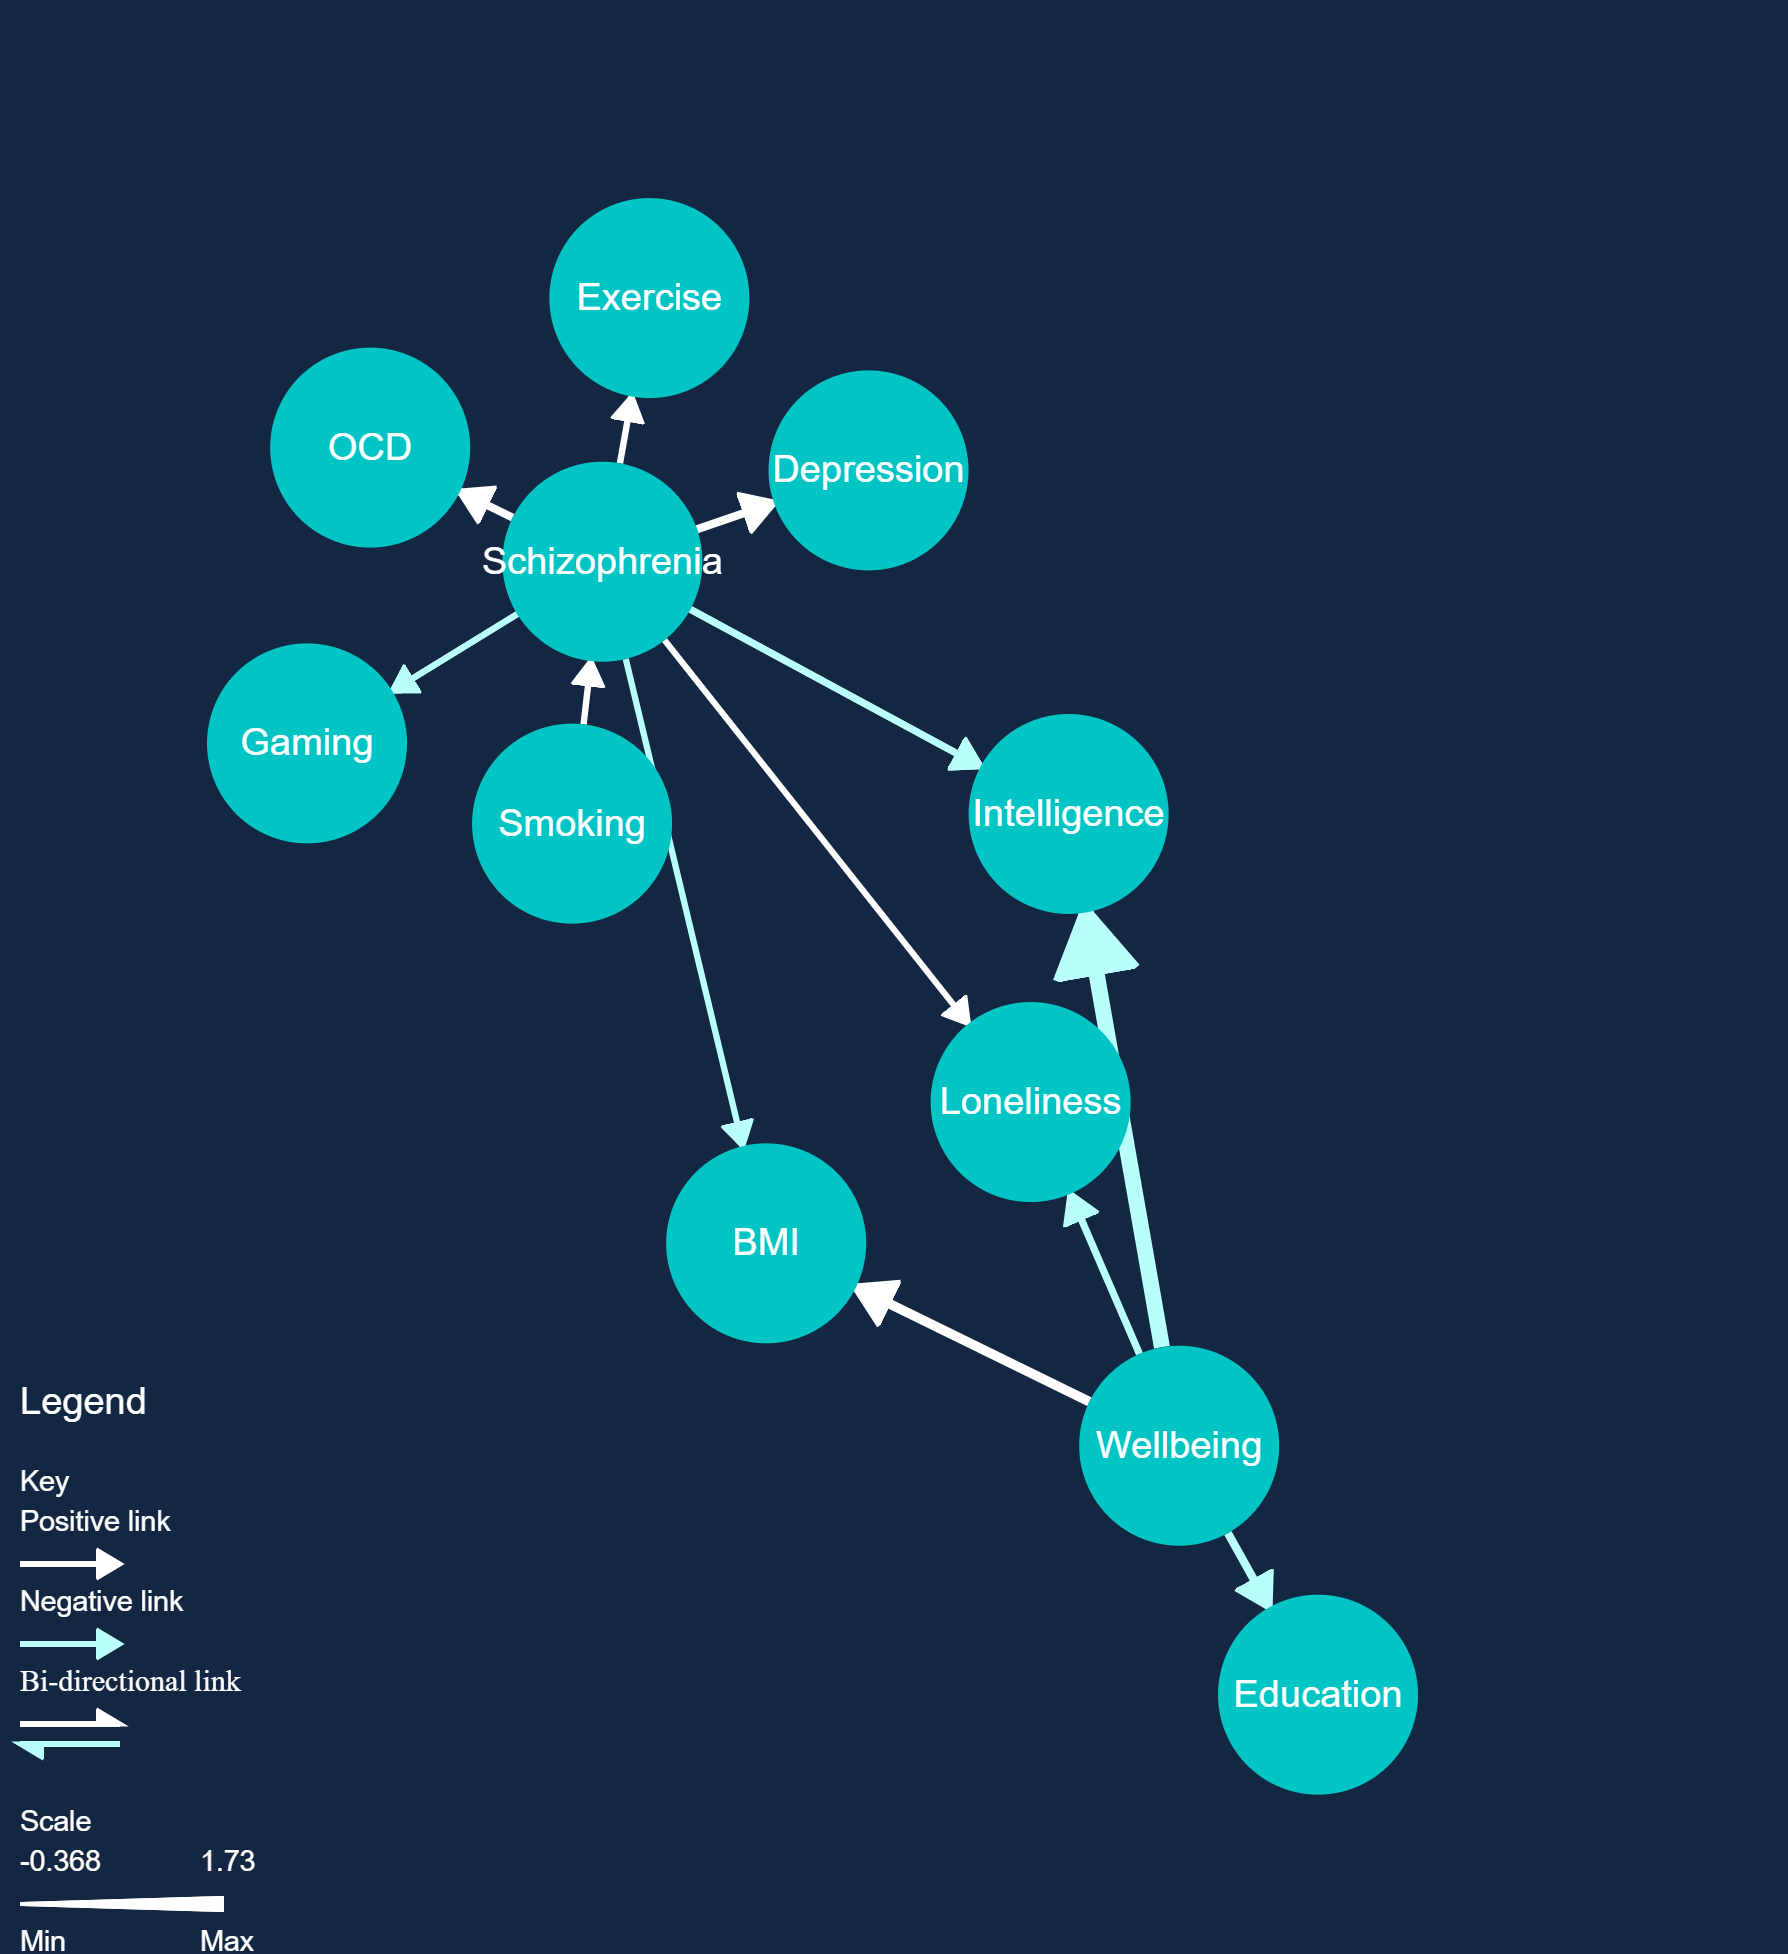 Exercise
OCD
Depression
Schizophrenia
Gaming
Smoking
Intelligence
Loneliness
BMI
Wellbeing
Education
Legend
Key
Positive link
Negative link
Bi-directional link
Scale
-0.368 1.73
Min Max